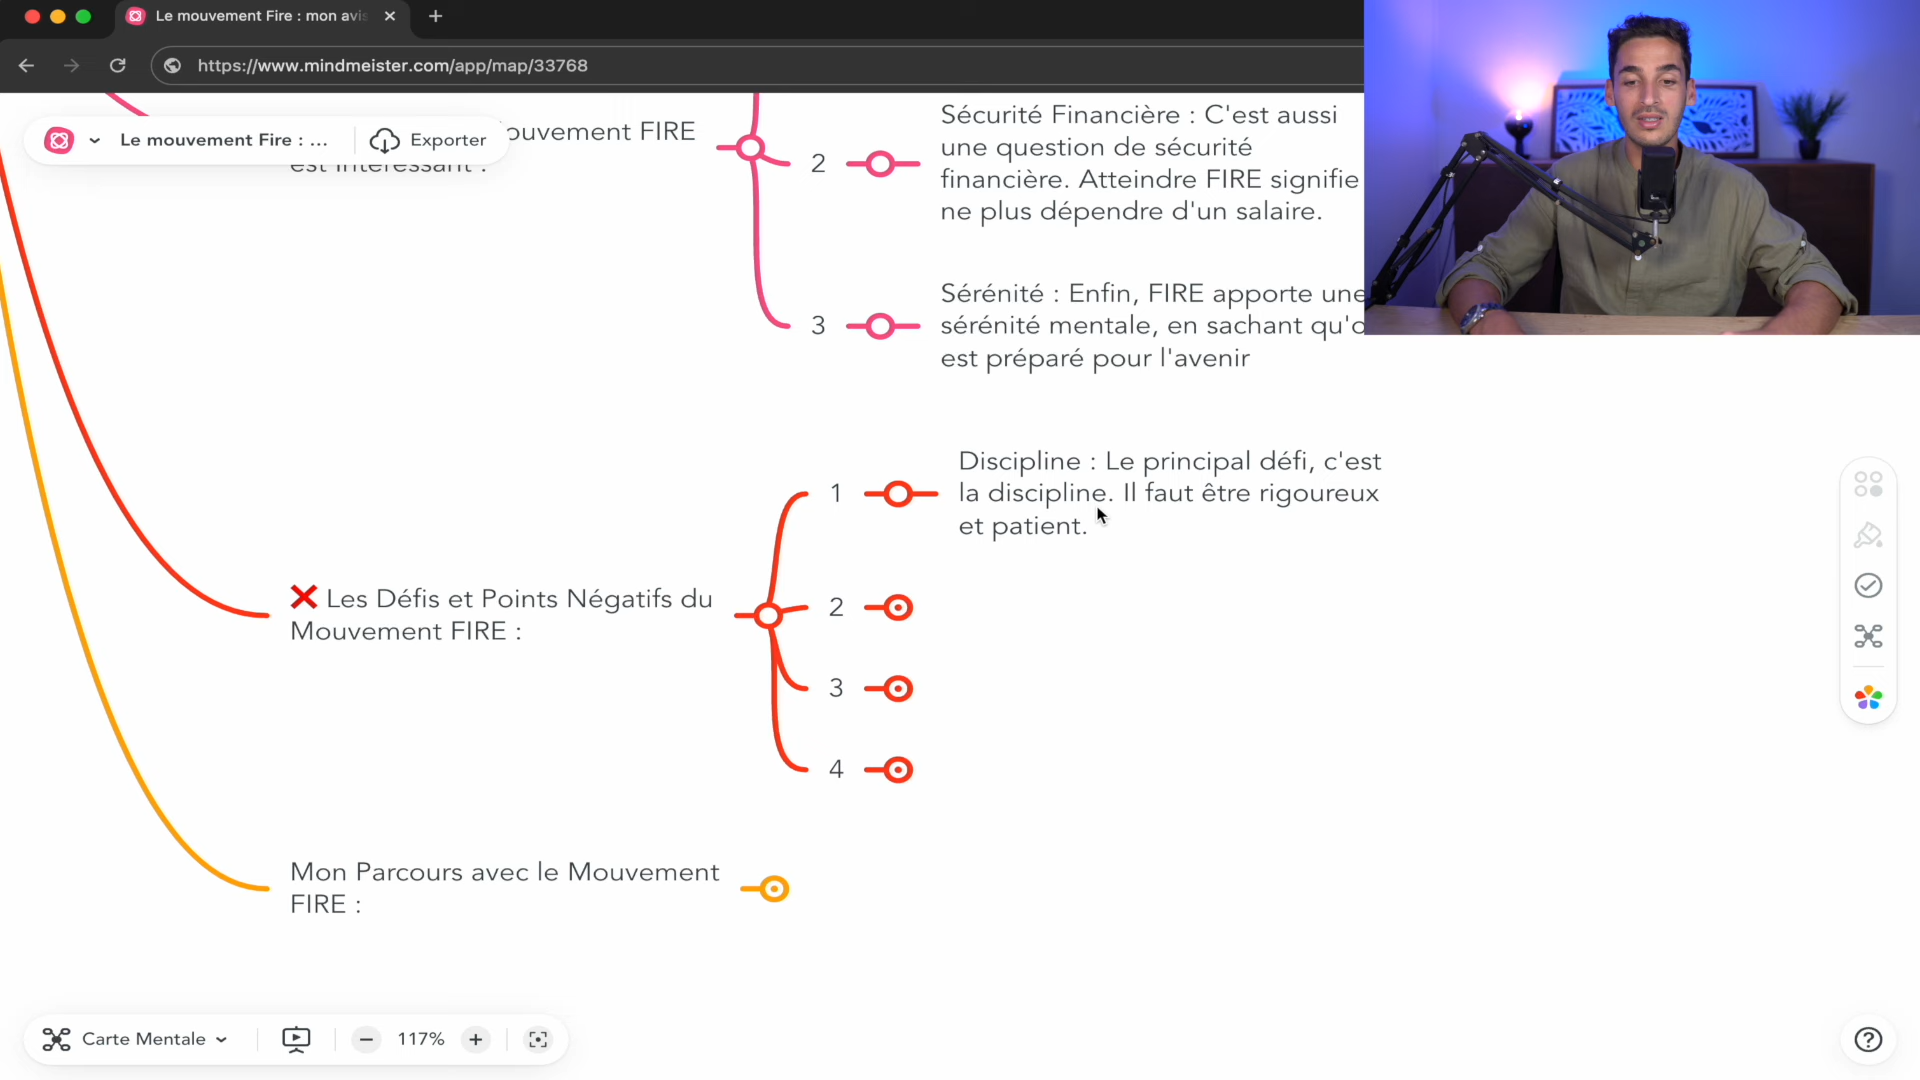 Le mouvement Fire : mon avis
https://www.mindmeister.com/app/map/33768
Le mouvement Fire : ...
Exporter
ouvement FIRE
est intéressant :
2
Sécurité Financière : C'est aussi
une question de sécurité
financière. Atteindre FIRE signifie
ne plus dépendre d'un salaire.
3
Sérénité : Enfin, FIRE apporte une
sérénité mentale, en sachant qu'o
est préparé pour l'avenir
1
Discipline : Le principal défi, c'est
la discipline. Il faut être rigoureux
et patient.
❌ Les Défis et Points Négatifs du
Mouvement FIRE :
2
3
4
Mon Parcours avec le Mouvement
FIRE :
Carte Mentale
117%